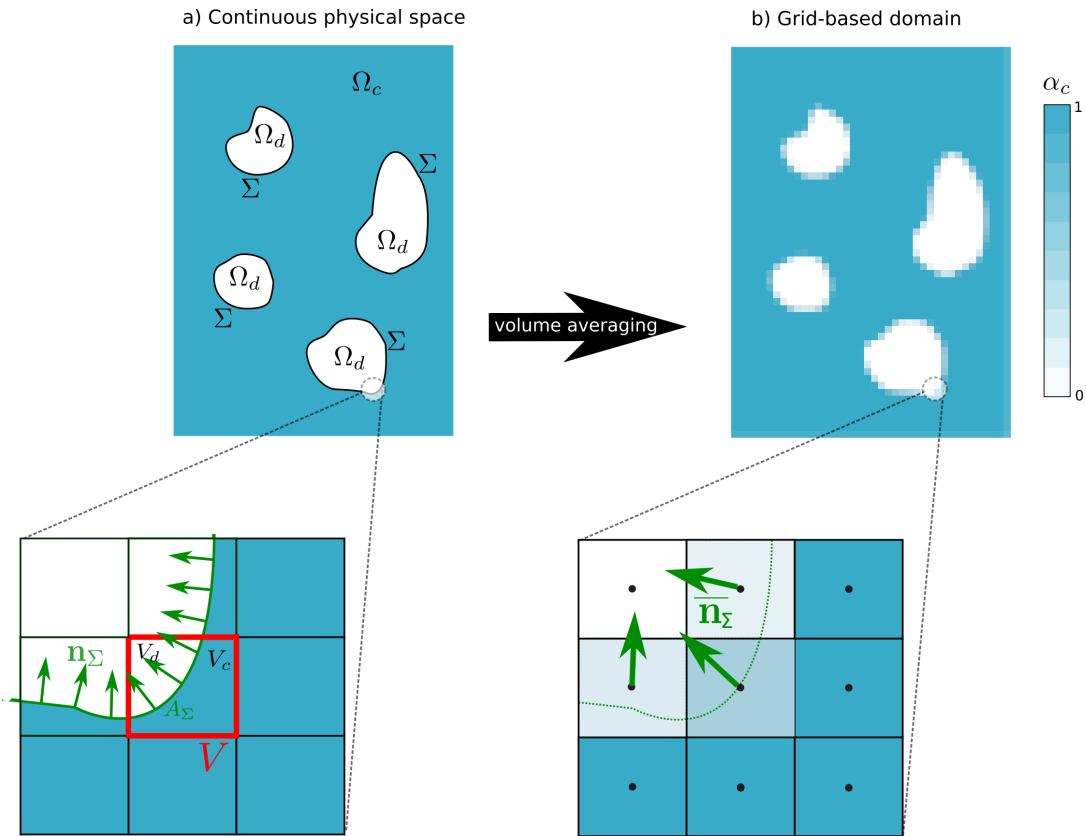 a) Continuous physical space
b) Grid-based domain
Ω_c
α_c
1
Ω_d
Σ
Σ
Ω_d
Ω_d
Σ
volume averaging
Σ
Ω_d
0
n_Σ
V_d
V_c
A_Σ
V
n̅_Σ